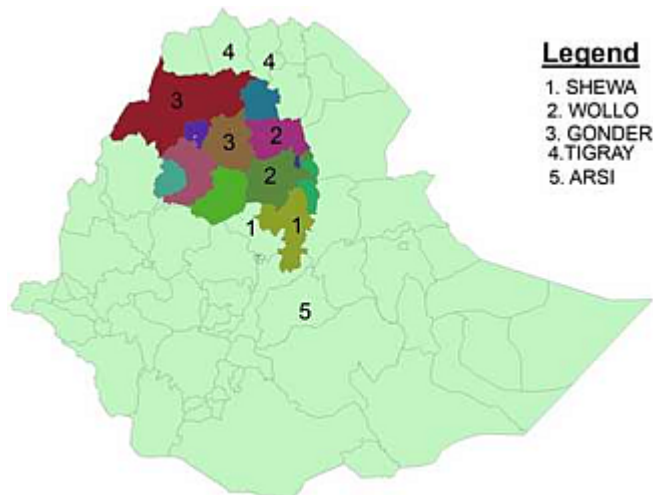 4
4
Legend
1. SHEWA
2. WOLLO
3. GONDER
4.TIGRAY
5. ARSI
3
3
2
2
1
1
5